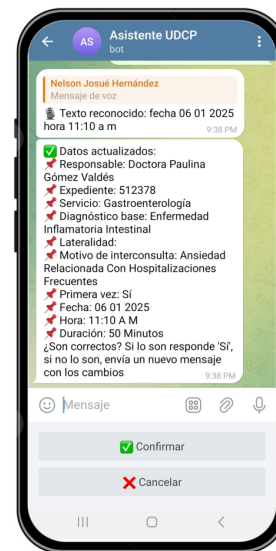 AS
Asistente UDCP
bot
Nelson Josué Hernández
Mensaje de voz
🎙️ Texto reconocido: fecha 06 01 2025
hora 11:10 a m
9:38 PM
✅ Datos actualizados:
📌 Responsable: Doctora Paulina
Gómez Valdés
📌 Expediente: 512378
📌 Servicio: Gastroenterología
📌 Diagnóstico base: Enfermedad
Inflamatoria Intestinal
📌 Lateralidad:
📌 Motivo de interconsulta: Ansiedad
Relacionada Con Hospitalizaciones
Frecuentes
📌 Primera vez: Sí
📌 Fecha: 06 01 2025
📌 Hora: 11:10 A M
📌 Duración: 50 Minutos
¿Son correctos? Si lo son responde 'Sí',
si no lo son, envía un nuevo mensaje
con los cambios
9:38 PM
Mensaje
✅ Confirmar
❌ Cancelar